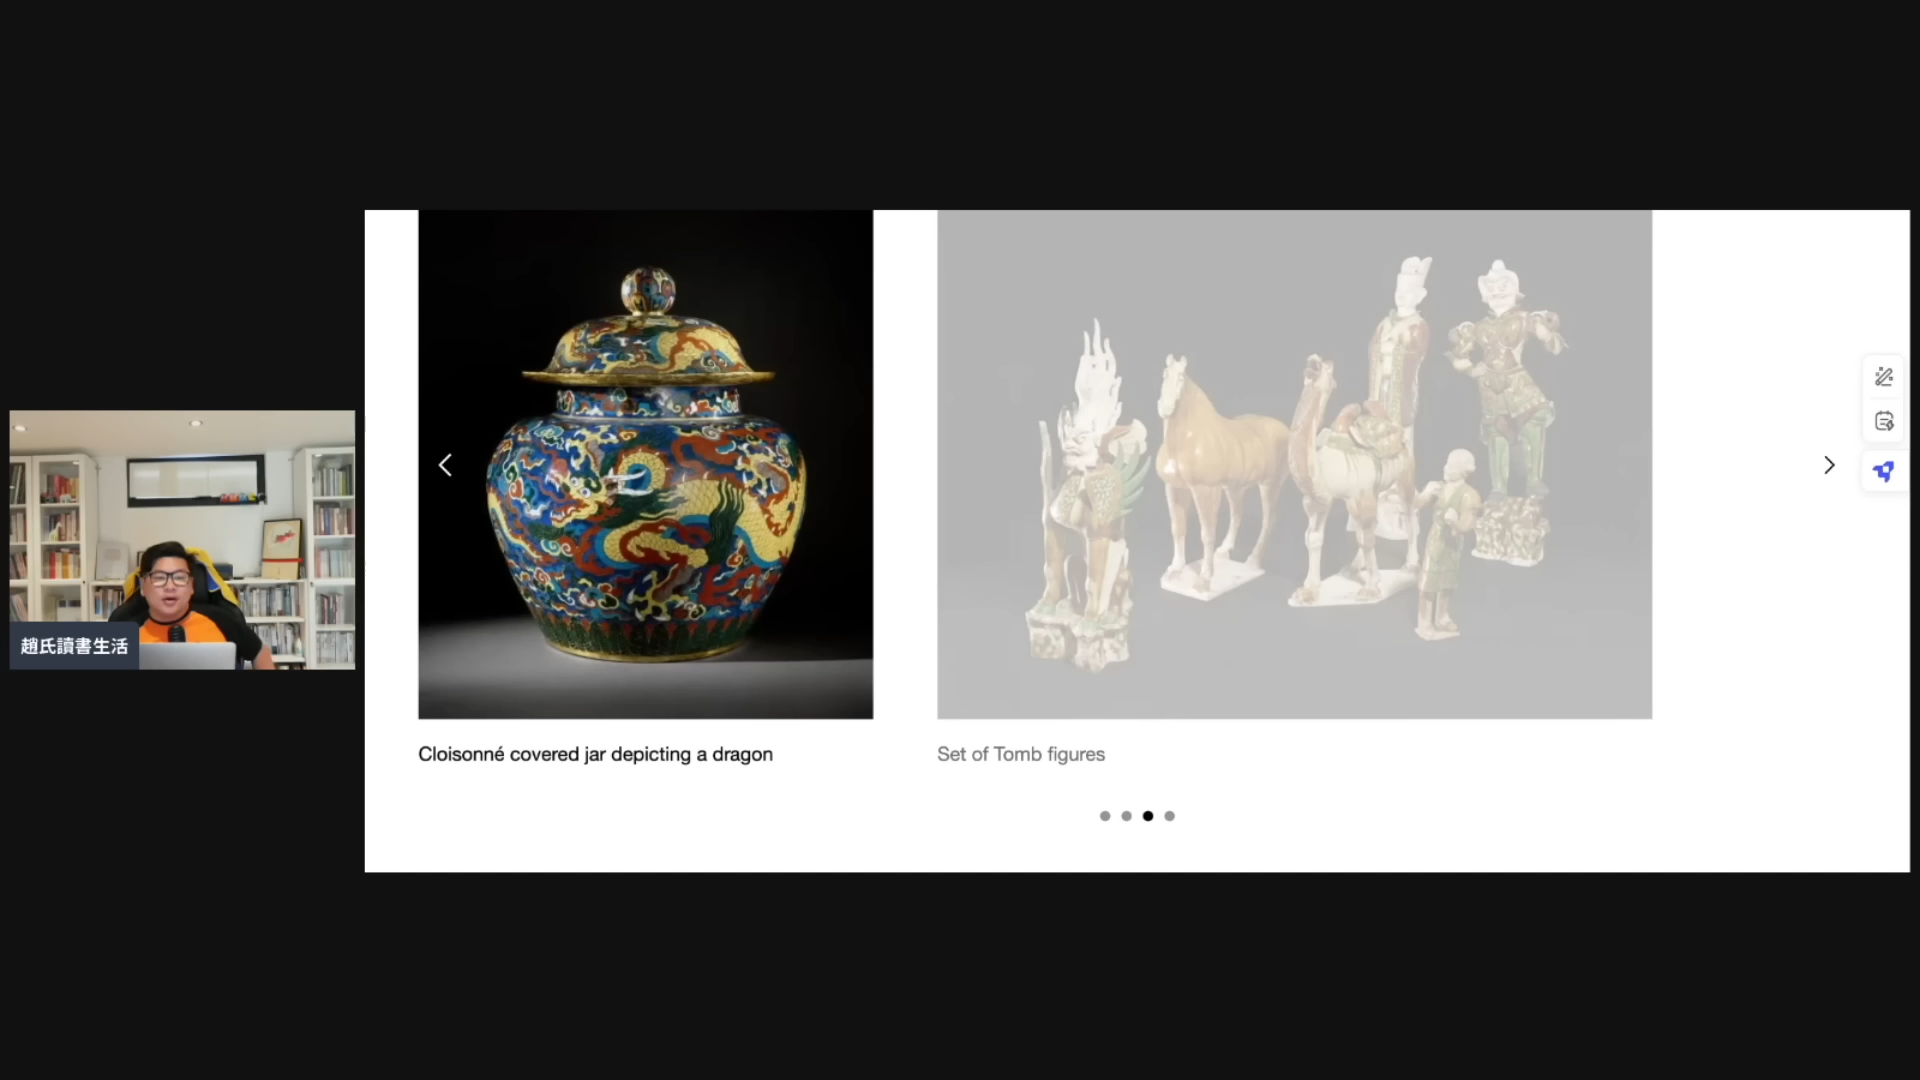 趙氏讀書生活
Cloisonné covered jar depicting a dragon
Set of Tomb figures